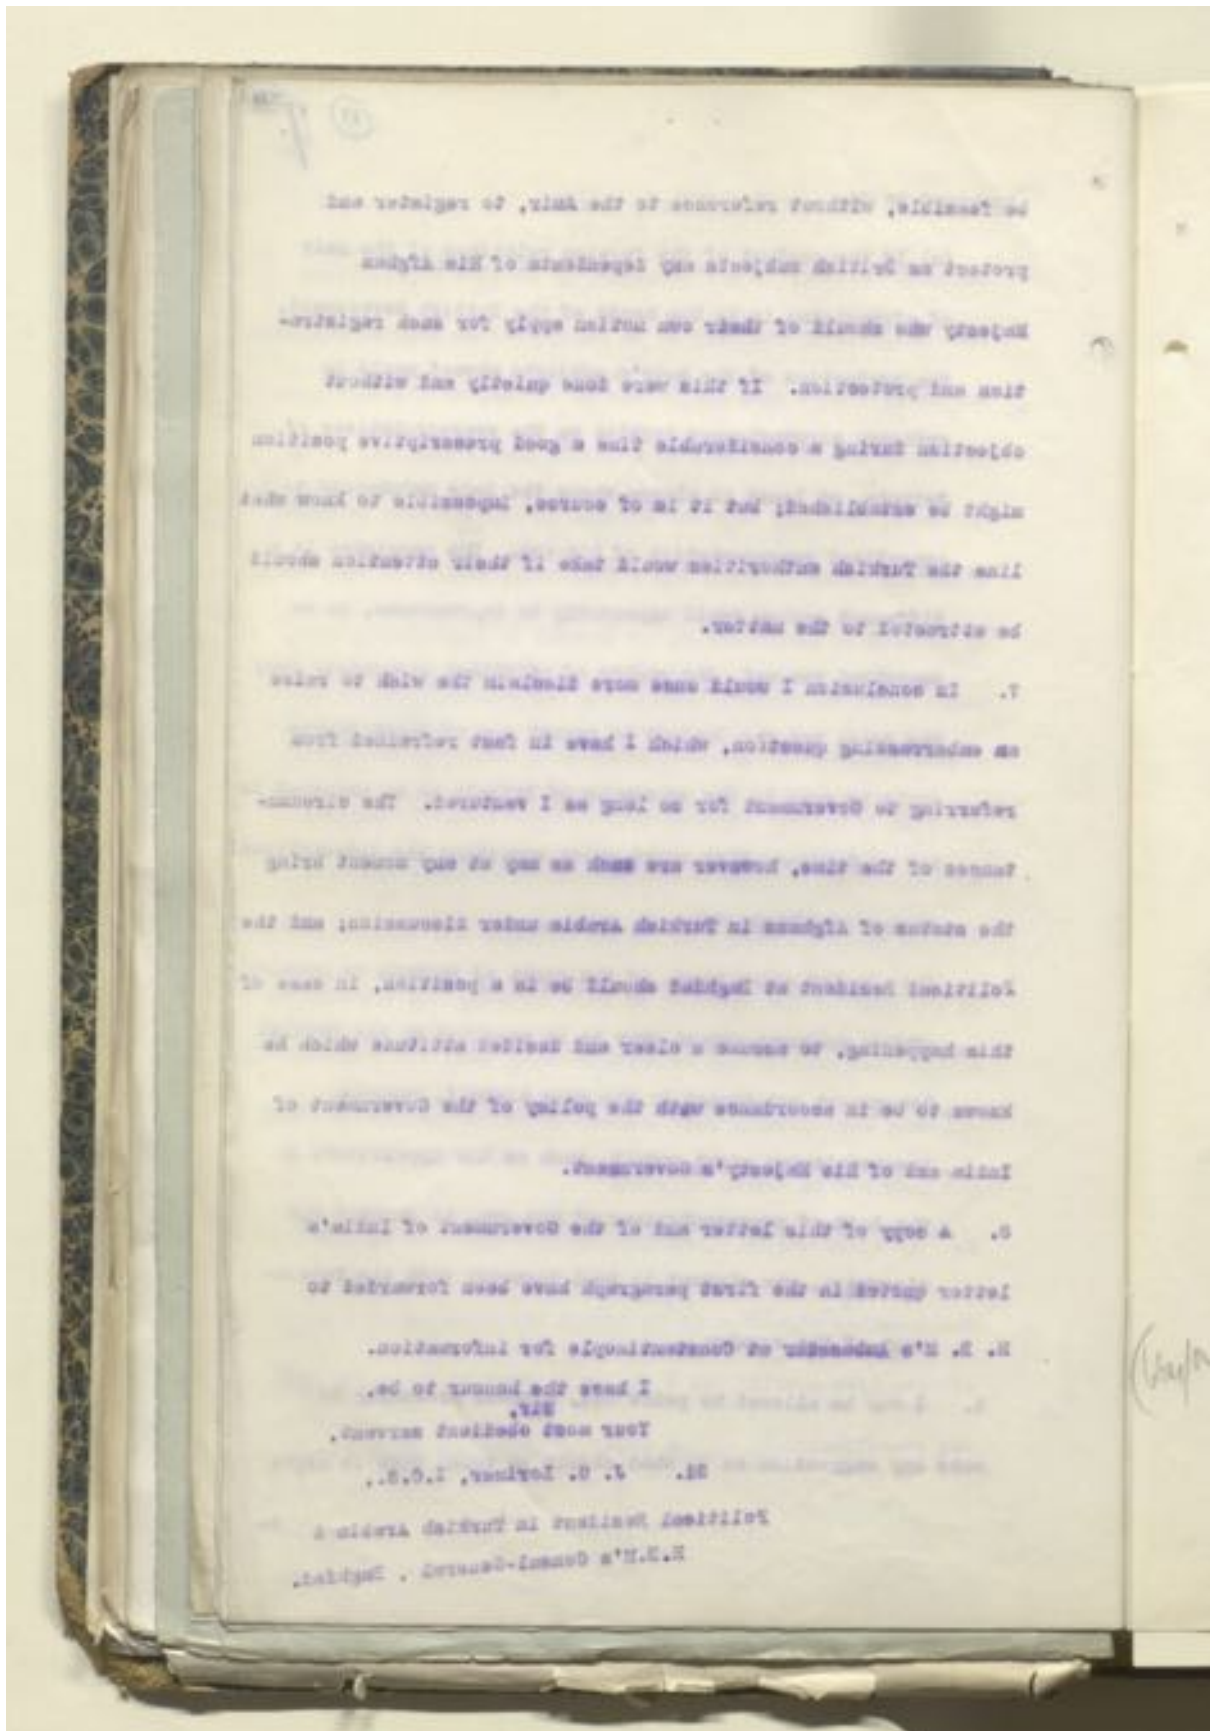 be feasible, without reference to the Amir, to register and
protect as British subjects any dependents of His Afghan
Majesty who should of their own motion apply for such registra-
tion and protection. If this were done quietly and without
objection during a considerable time a good prescriptive position
might be established; but it is of course, impossible to know what
line the Turkish authorities would take if their attention should
be attracted to the matter.
7. In conclusion I would once more disclaim the wish to raise
an embarrassing question, which I have in fact refrained from
referring to Government for so long as I ventured. The circums-
tances of the time, however are such as may at any moment bring
the status of Afghans in Turkish Arabia under discussion; and the
Political Resident at Baghdad should be in a position, in case of
this happening, to assume a clear and decided attitude which he
knows to be in accordance with the policy of the Government of
India and of His Majesty's Government.
8. A copy of this letter and of the Government of India's
letter quoted in the first paragraph have been forwarded to
H. B. M's Ambassador at Constantinople for information.
I have the honour to be,
Sir,
Your most obedient servant,
Sd. J. G. Lorimer, I.C.S.,
Political Resident in Turkish Arabia &
H.B.M's Consul-General, Baghdad.